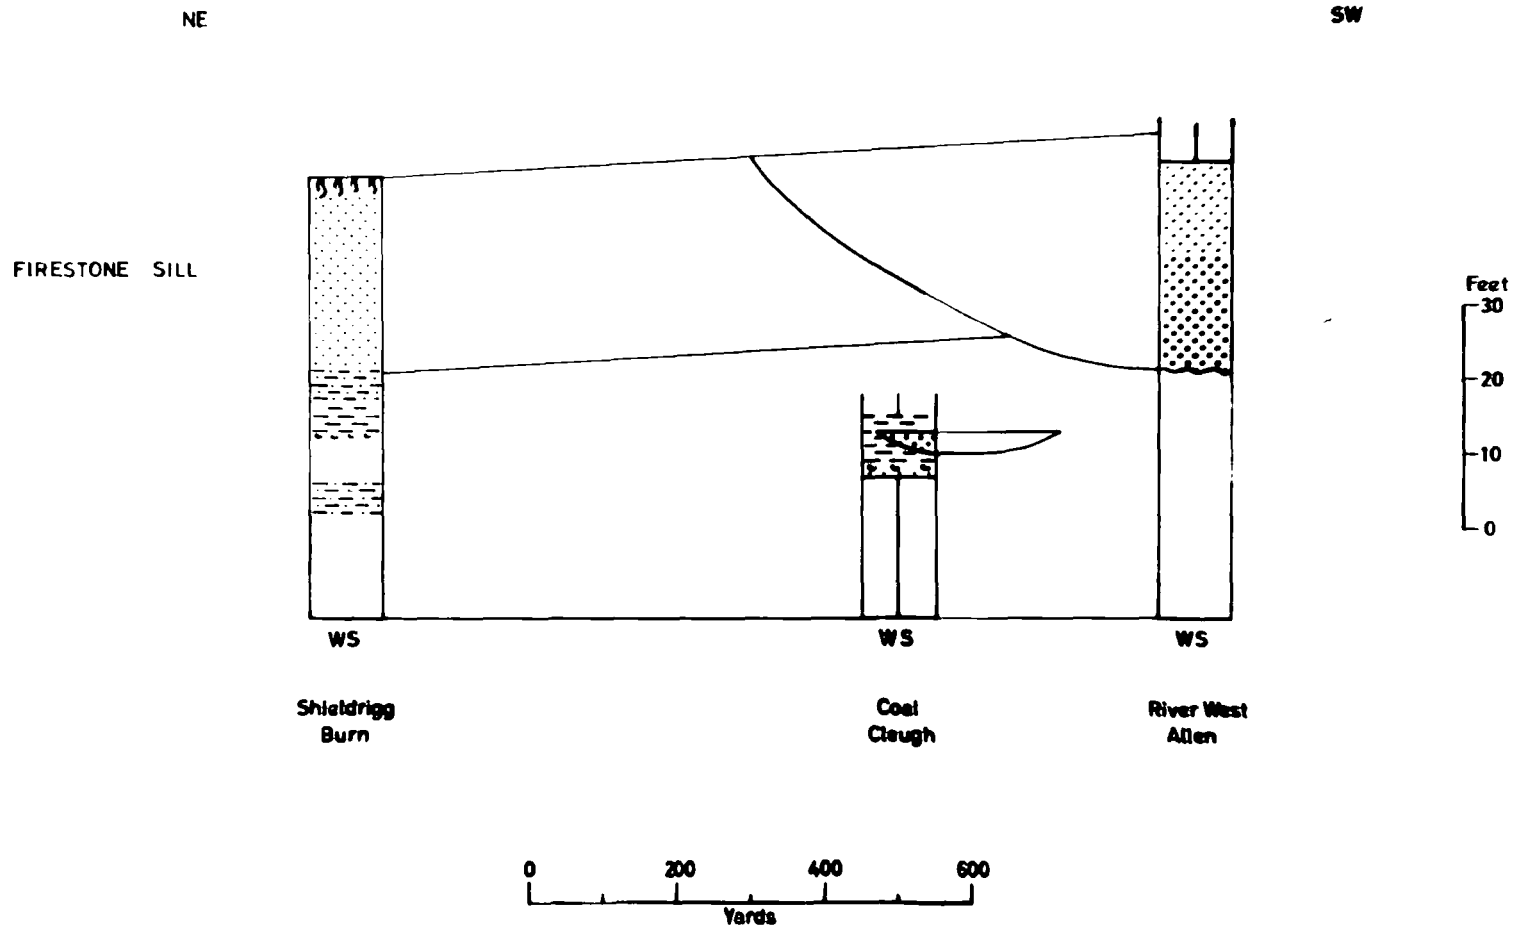 NE
SW
FIRESTONE SILL
Feet
30
20
10
0
WS
WS
WS
Shieldrigg
Burn
Coal
Cleugh
River West
Allen
0 200 400 600
Yards